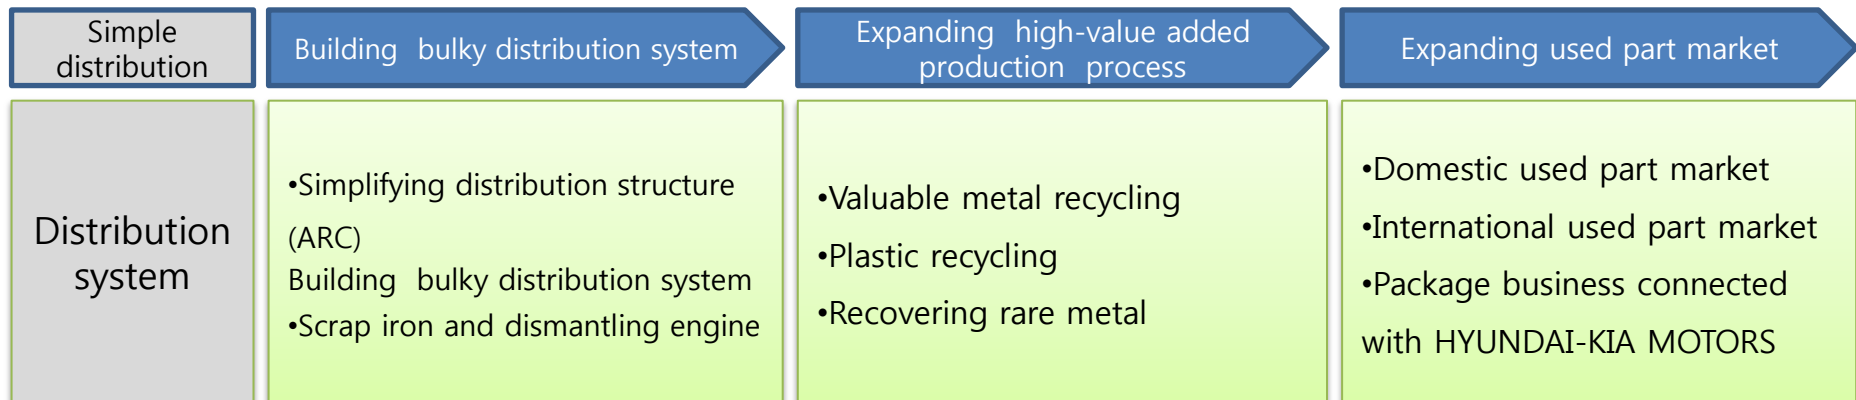 Simple
distribution
Building bulky distribution system
Expanding high-value added
production process
Expanding used part market
Distribution
system
•Simplifying distribution structure
(ARC)
Building bulky distribution system
•Scrap iron and dismantling engine
•Valuable metal recycling
•Plastic recycling
•Recovering rare metal
•Domestic used part market
•International used part market
•Package business connected
with HYUNDAI-KIA MOTORS